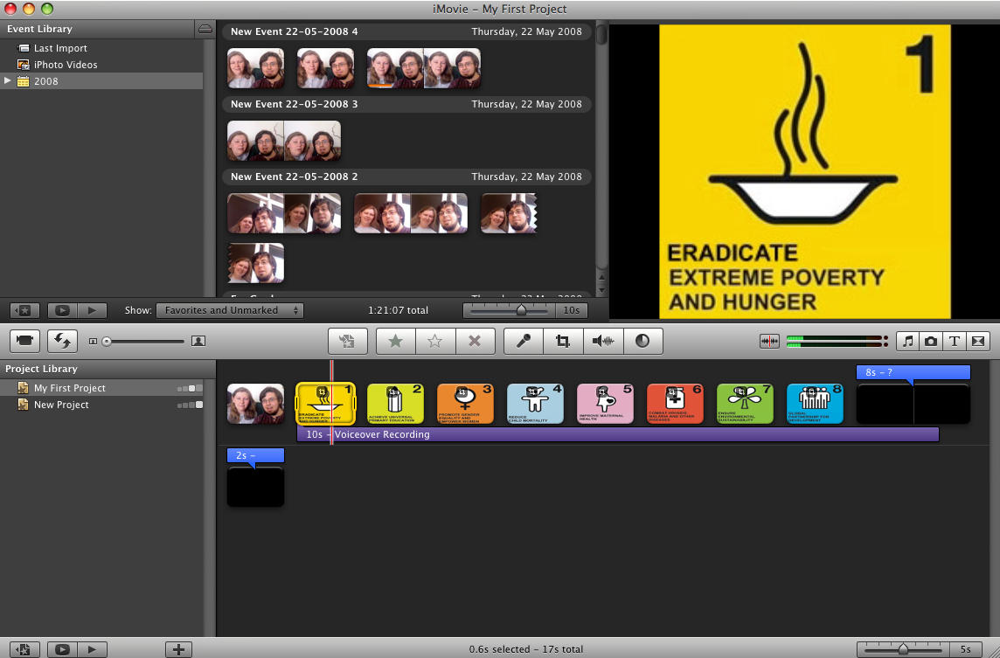 iMovie – My First Project
Event Library
Last Import
iPhoto Videos
2008
New Event 22-05-2008 4 Thursday, 22 May 2008
New Event 22-05-2008 3 Thursday, 22 May 2008
New Event 22-05-2008 2 Thursday, 22 May 2008
1
ERADICATE
EXTREME POVERTY
AND HUNGER
Show: Favorites and Unmarked
1:21:07 total
10s
T
Project Library
My First Project
New Project
8s – ?
1
ERADICATE
EXTREME POVERTY
AND HUNGER
2
ACHIEVE UNIVERSAL
PRIMARY EDUCATION
3
PROMOTE GENDER
EQUALITY AND
EMPOWER WOMEN
4
REDUCE
CHILD MORTALITY
5
IMPROVE MATERNAL
HEALTH
6
COMBAT HIV/AIDS,
MALARIA AND OTHER
DISEASES
7
ENSURE
ENVIRONMENTAL
SUSTAINABILITY
8
GLOBAL
PARTNERSHIP FOR
DEVELOPMENT
10s – Voiceover Recording
2s –
0.6s selected – 17s total
5s